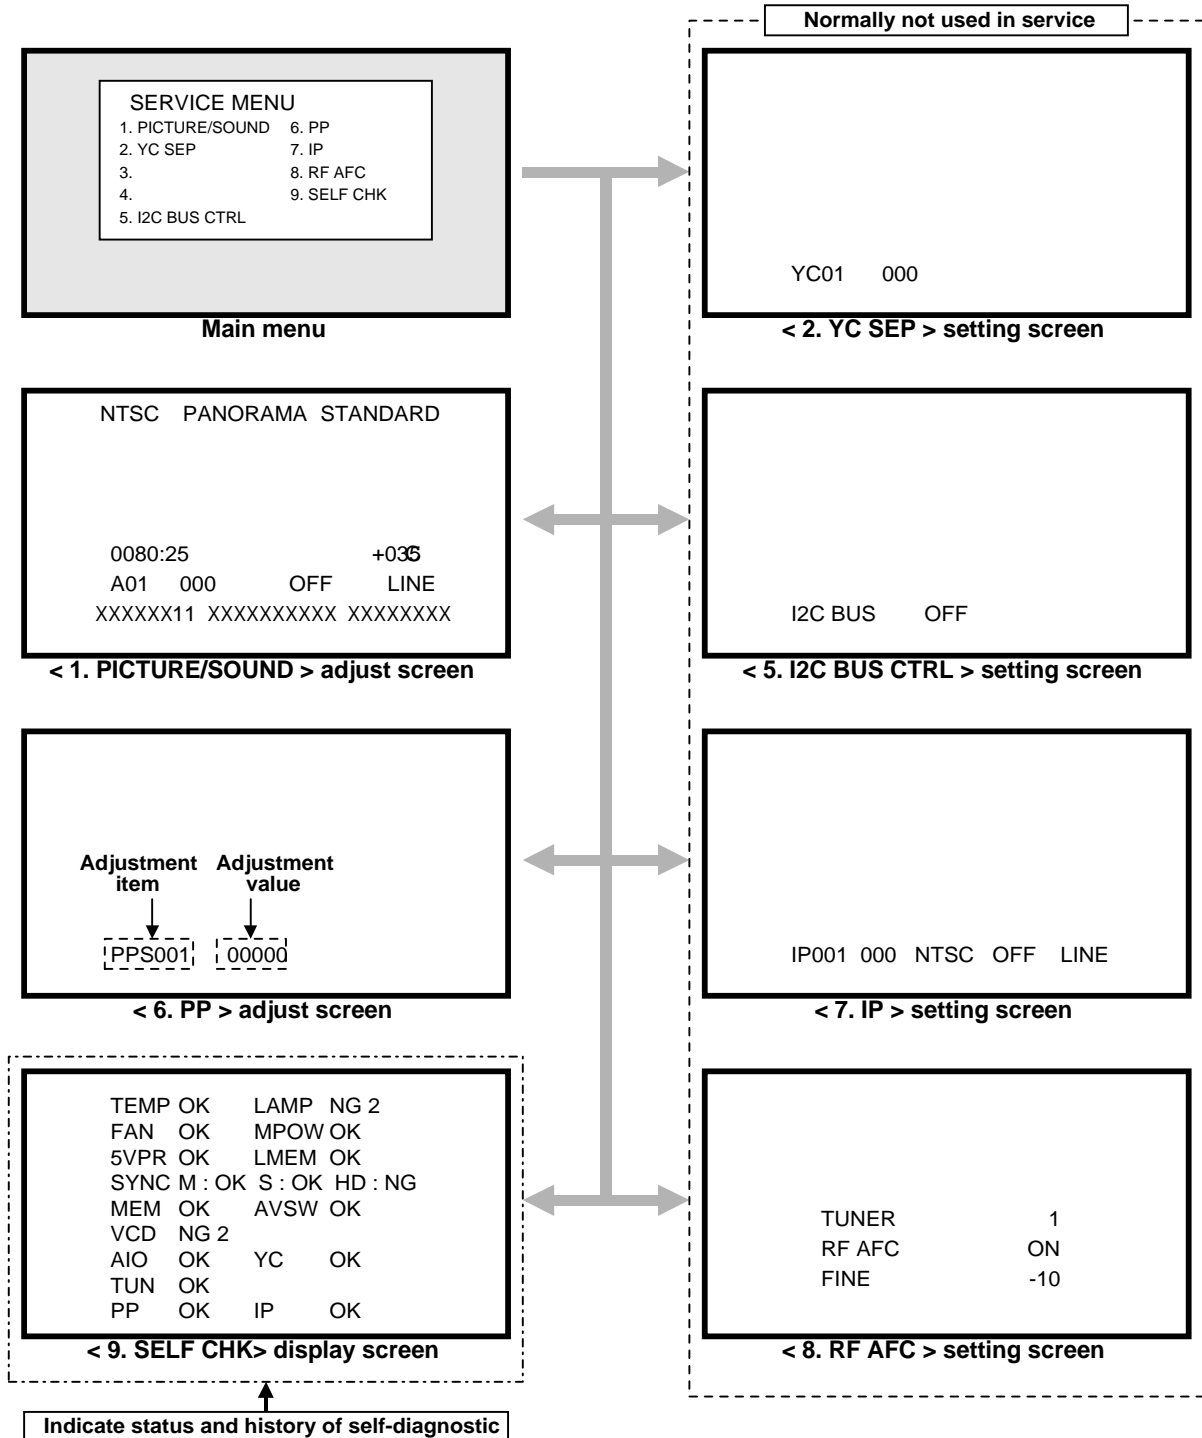 Normally not used in service
SERVICE MENU
1. PICTURE/SOUND 6. PP
2. YC SEP 7. IP
3. 8. RF AFC
4. 9. SELF CHK
5. I2C BUS CTRL
Main menu
YC01 000
< 2. YC SEP > setting screen
NTSC PANORAMA STANDARD
0080:25
A01 000 OFF LINE
XXXXXX11 XXXXXXXXXX XXXXXXXX
< 1. PICTURE/SOUND > adjust screen
I2C BUS OFF
< 5. I2C BUS CTRL > setting screen
Adjustment item
Adjustment value
PPS001 00000
< 6. PP > adjust screen
IP001 000 NTSC OFF LINE
< 7. IP > setting screen
TEMP OK LAMP NG 2
FAN OK MPOW OK
5VPR OK LMEM OK
SYNC M : OK S : OK HD : NG
MEM OK AVSW OK
VCD NG 2
AIO OK YC OK
TUN OK
PP OK IP OK
< 9. SELF CHK> display screen
TUNER 1
RF AFC ON
FINE -10
< 8. RF AFC > setting screen
Indicate status and history of self-diagnostic